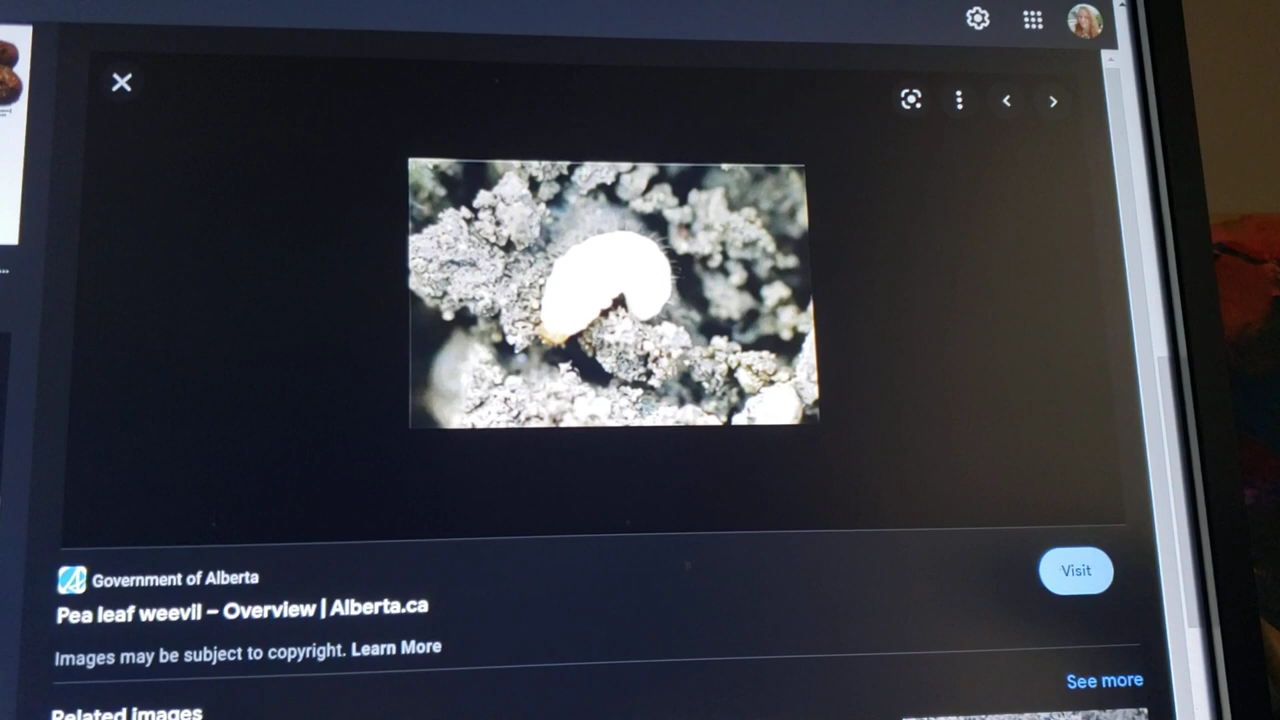 Government of Alberta
Visit
Pea leaf weevil – Overview | Alberta.ca
Images may be subject to copyright. Learn More
See more
Related images